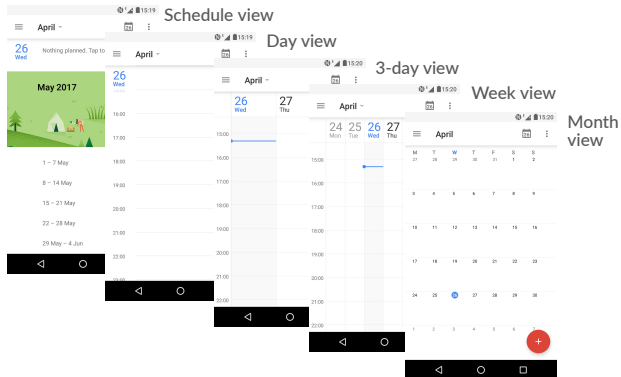 15:19
Schedule view
April
26
26
Wed
Nothing planned. Tap to
May 2017
1 – 7 May
8 – 14 May
15 – 21 May
22 – 28 May
29 May – 4 Jun
15:19
Day view
April
26
26
Wed
16:00
17:00
18:00
19:00
20:00
21:00
22:00
23:00
15:20
3-day view
April
26
26 27
Wed Thu
15:00
16:00
17:00
18:00
19:00
20:00
21:00
22:00
15:20
Week view
April
26
24 25 26 27
Mon Tue Wed Thu
15:00
16:00
17:00
18:00
19:00
20:00
21:00
22:00
15:20
Month view
April
26
M T W T F S S
27 28 29 30 31 1 2
3 4 5 6 7 8 9
10 11 12 13 14 15 16
17 18 19 20 21 22 23
24 25 26 27 28 29 30
1 2 3 4 5 6
+